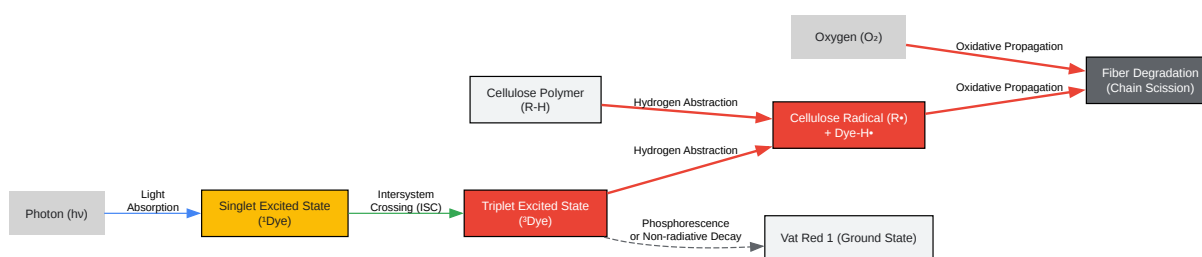 Oxygen (O₂)
Oxidative Propagation
Fiber Degradation
(Chain Scission)
Cellulose Polymer
(R-H)
Hydrogen Abstraction
Oxidative Propagation
Cellulose Radical (R•)
+ Dye-H•
Hydrogen Abstraction
Photon (hν)
Light
Absorption
Singlet Excited State
(¹Dye)
Intersystem
Crossing (ISC)
Triplet Excited State
(³Dye)
Phosphorescence
or Non-radiative Decay
Vat Red 1 (Ground State)